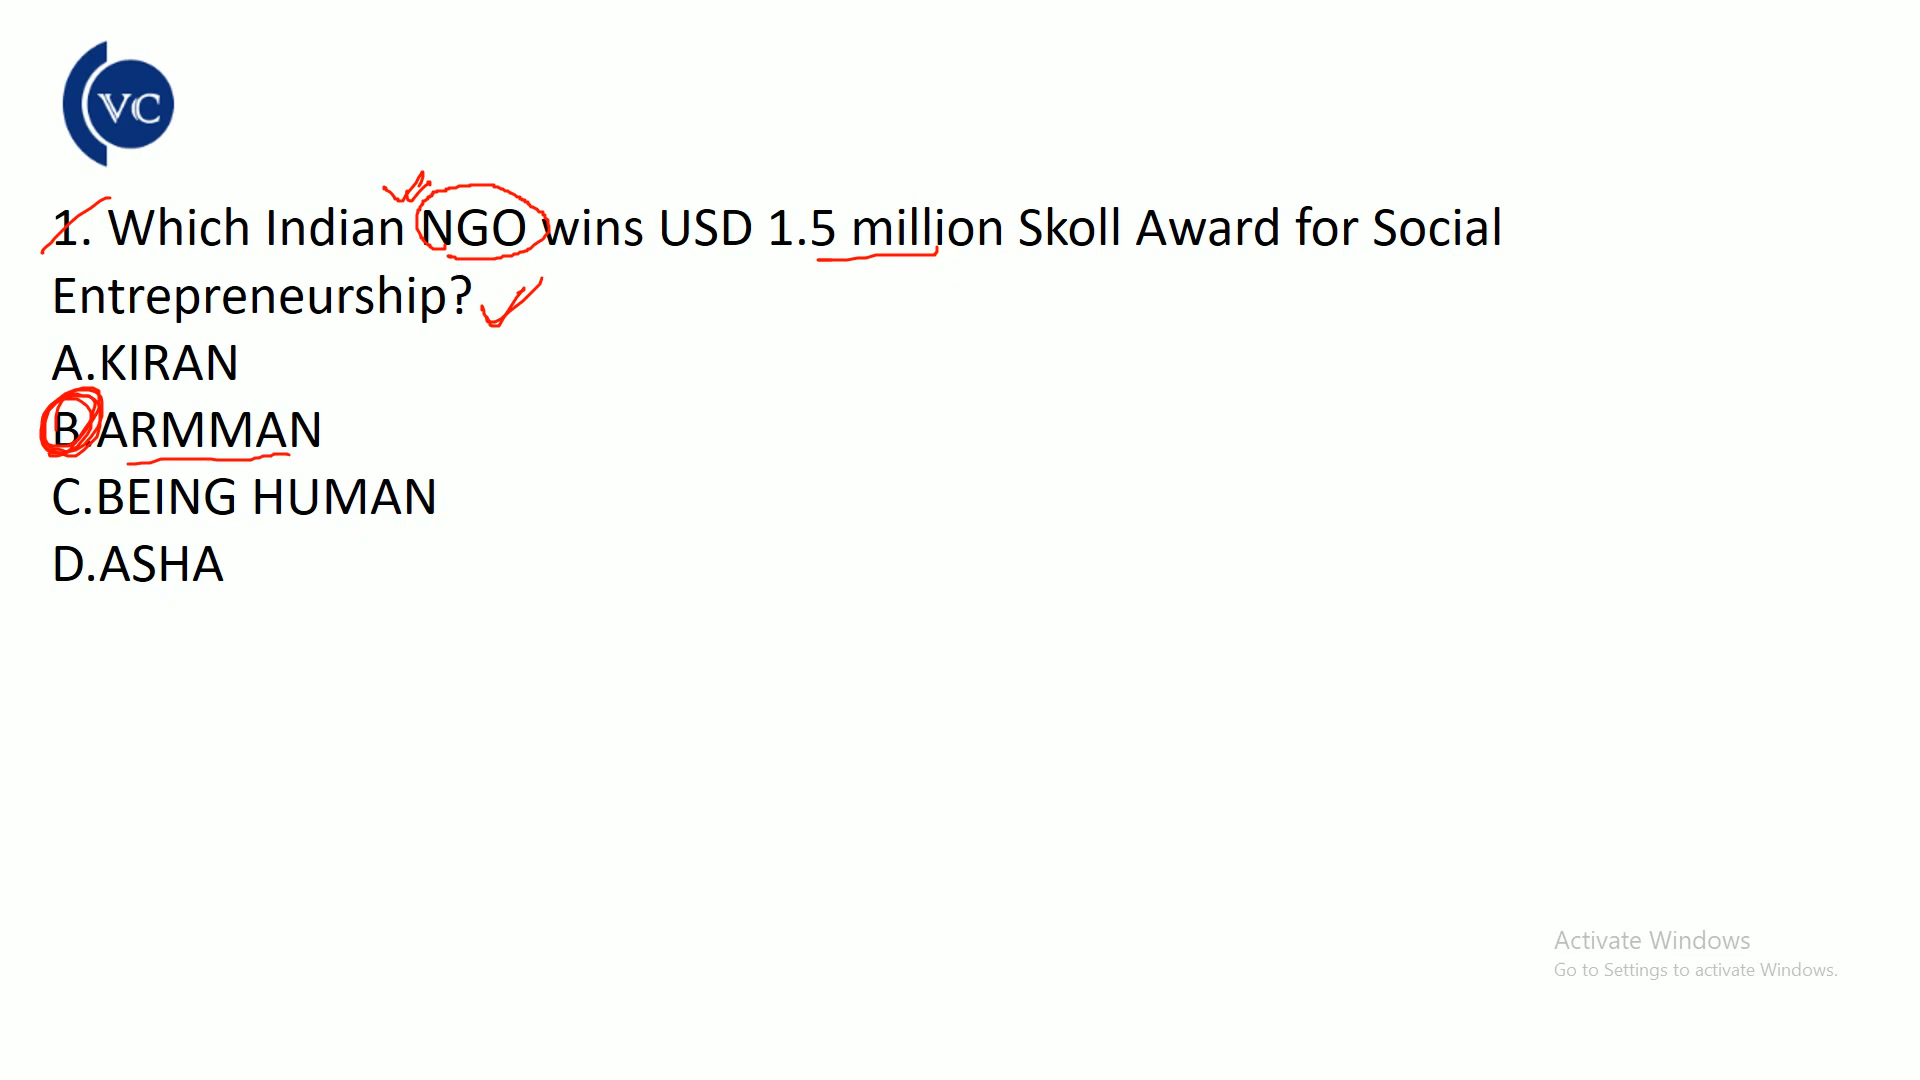 VC
1. Which Indian NGO wins USD 1.5 million Skoll Award for Social
Entrepreneurship?
A.KIRAN
B.ARMMAN
C.BEING HUMAN
D.ASHA
Activate Windows
Go to Settings to activate Windows.